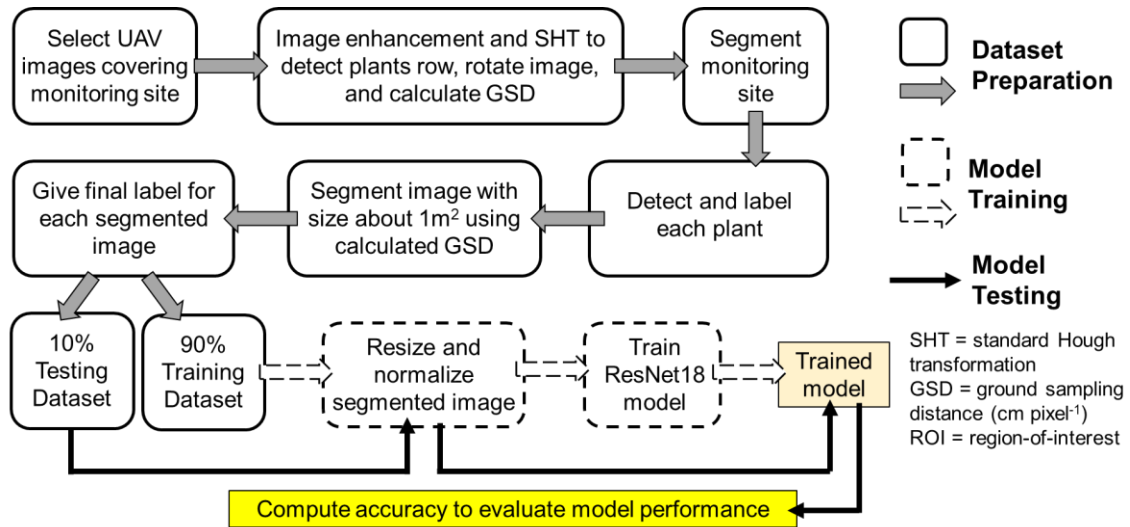 Select UAV
images covering
monitoring site
Image enhancement and SHT to
detect plants row, rotate image,
and calculate GSD
Segment
monitoring
site
Detect and label
each plant
Segment image with
size about 1m² using
calculated GSD
Give final label for
each segmented
image
10%
Testing
Dataset
90%
Training
Dataset
Resize and
normalize
segmented image
Train
ResNet18
model
Trained
model
Compute accuracy to evaluate model performance
Dataset
Preparation
Model
Training
Model
Testing
SHT = standard Hough
transformation
GSD = ground sampling
distance (cm pixel⁻¹)
ROI = region-of-interest